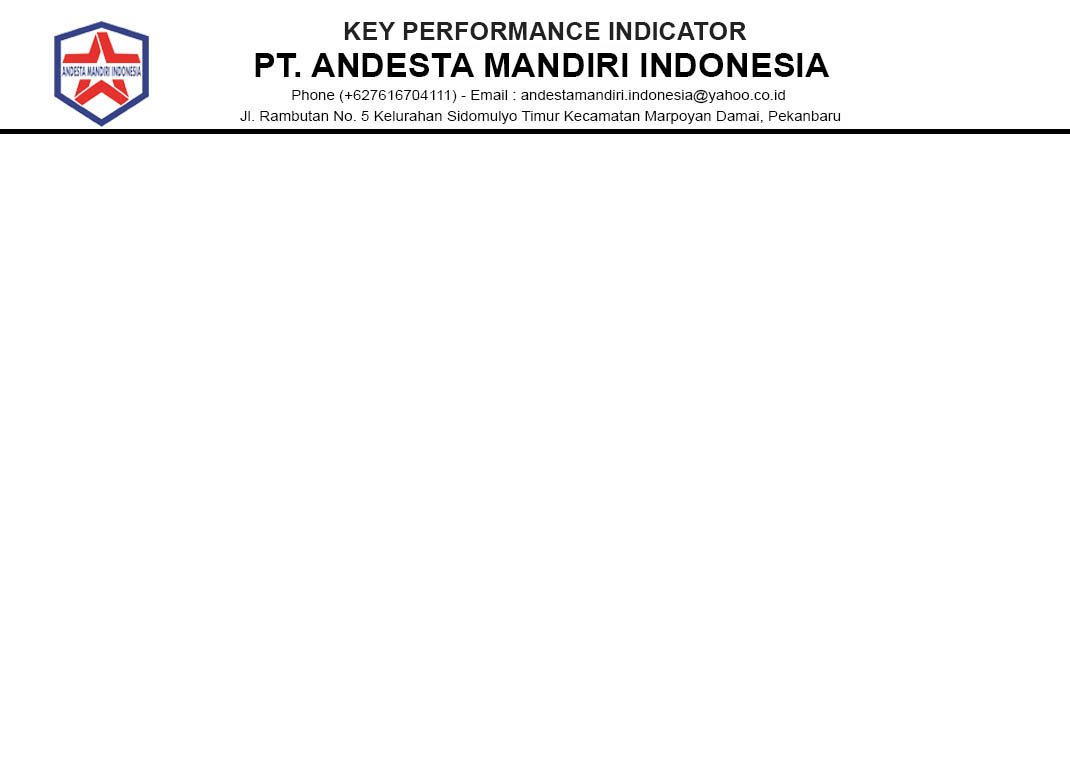 KEY PERFORMANCE INDICATOR
PT. ANDESTA MANDIRI INDONESIA
Phone (+627616704111) - Email : andestamandiri.indonesia@yahoo.co.id
Jl. Rambutan No. 5 Kelurahan Sidomulyo Timur Kecamatan Marpoyan Damai, Pekanbaru
ANDESTA MANDIRI INDONESIA